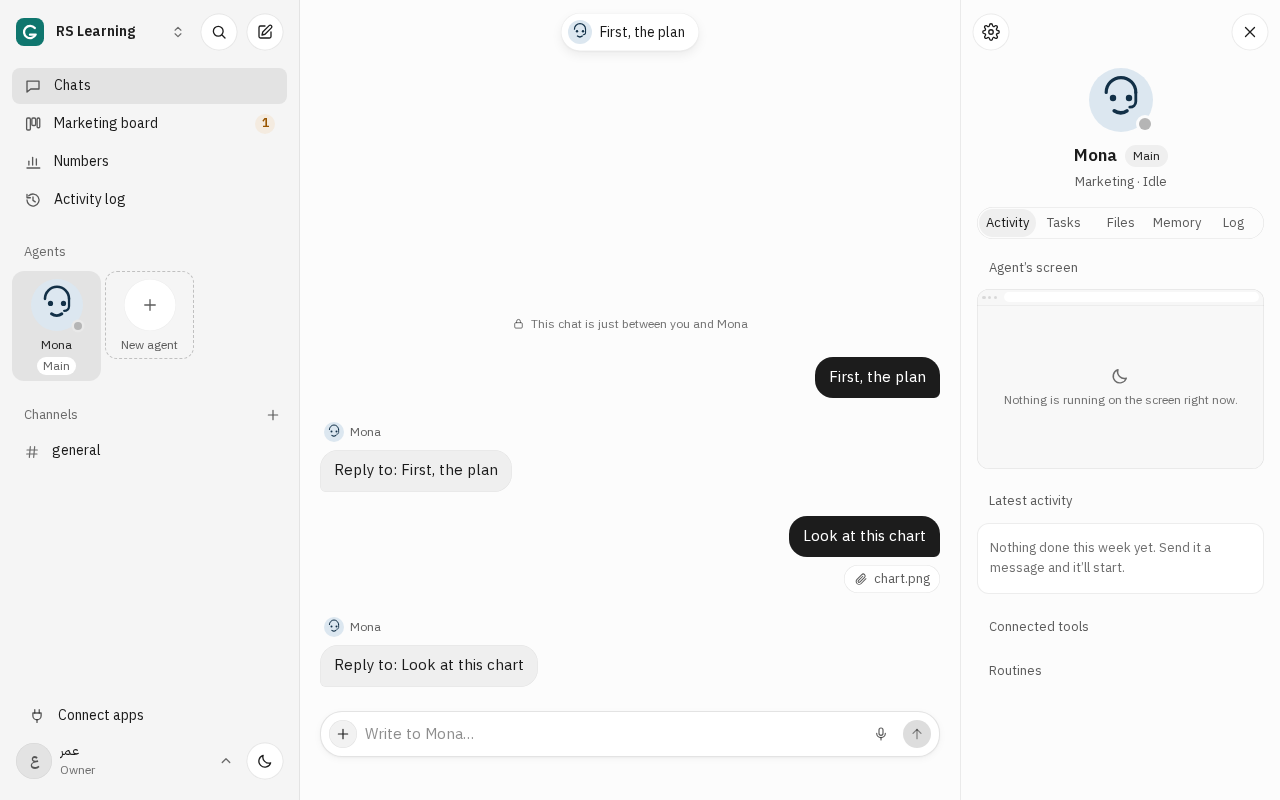 RS Learning
Chats
Marketing board
1
Numbers
Activity log
Agents
Mona
Main
New agent
Channels
general
Connect apps
ع
عمر
Owner
First, the plan
This chat is just between you and Mona
First, the plan
Mona
Reply to: First, the plan
Look at this chart
chart.png
Mona
Reply to: Look at this chart
Write to Mona...
Mona
Main
Marketing · Idle
Activity
Tasks
Files
Memory
Log
Agent's screen
Nothing is running on the screen right now.
Latest activity
Nothing done this week yet. Send it a
message and it'll start.
Connected tools
Routines